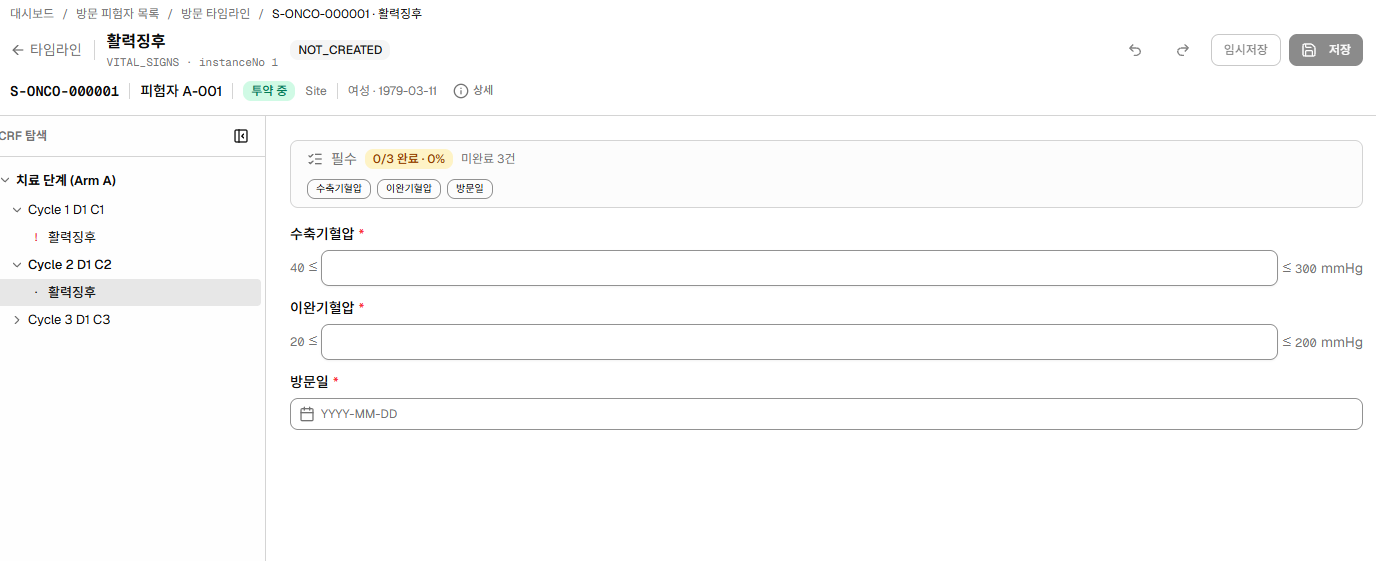 대시보드 / 방문 피험자 목록 / 방문 타임라인 / S-ONCO-000001 · 활력징후
← 타임라인
활력징후
VITAL_SIGNS · instanceNo 1
NOT_CREATED
임시저장
저장
S-ONCO-000001 피험자 A-001 투약 중 Site 여성 · 1979-03-11 상세
CRF 탐색
치료 단계 (Arm A)
Cycle 1 D1 C1
! 활력징후
Cycle 2 D1 C2
· 활력징후
Cycle 3 D1 C3
필수 0/3 완료 · 0% 미완료 3건
수축기혈압 이완기혈압 방문일
수축기혈압 *
40 ≤ ≤ 300 mmHg
이완기혈압 *
20 ≤ ≤ 200 mmHg
방문일 *
YYYY-MM-DD